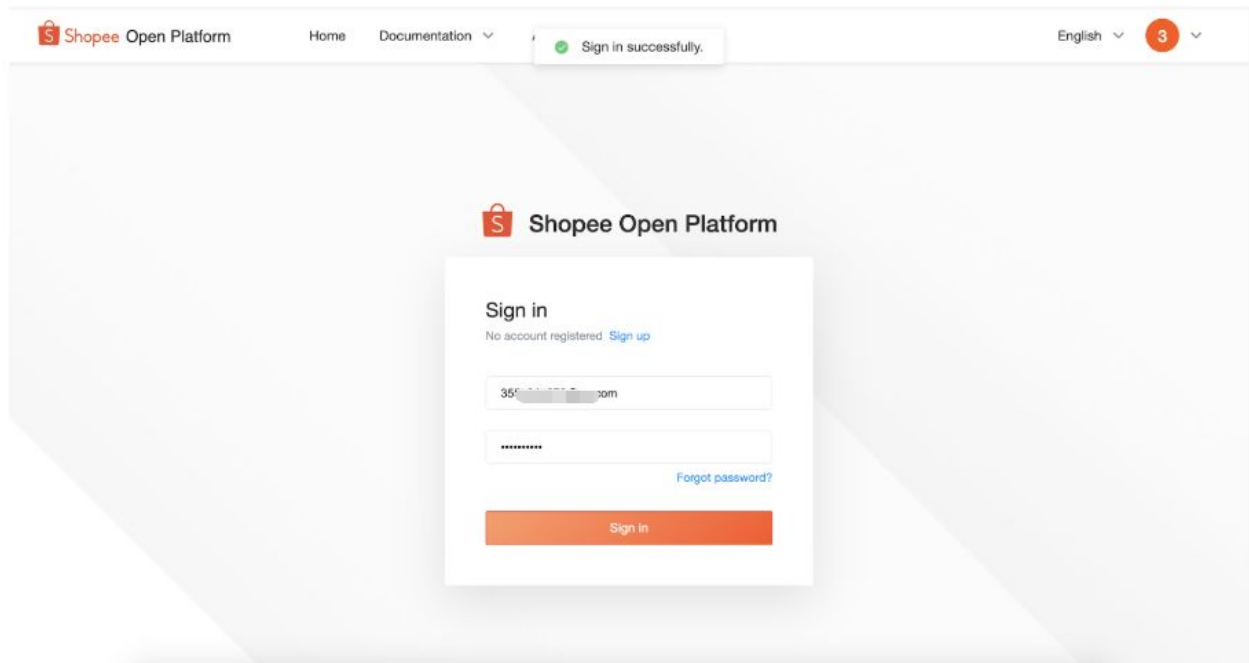 Shopee Open Platform Home Documentation English 3
Sign in successfully.
Shopee Open Platform
Sign in
No account registered Sign up
••••••••••
Forgot password?
Sign in